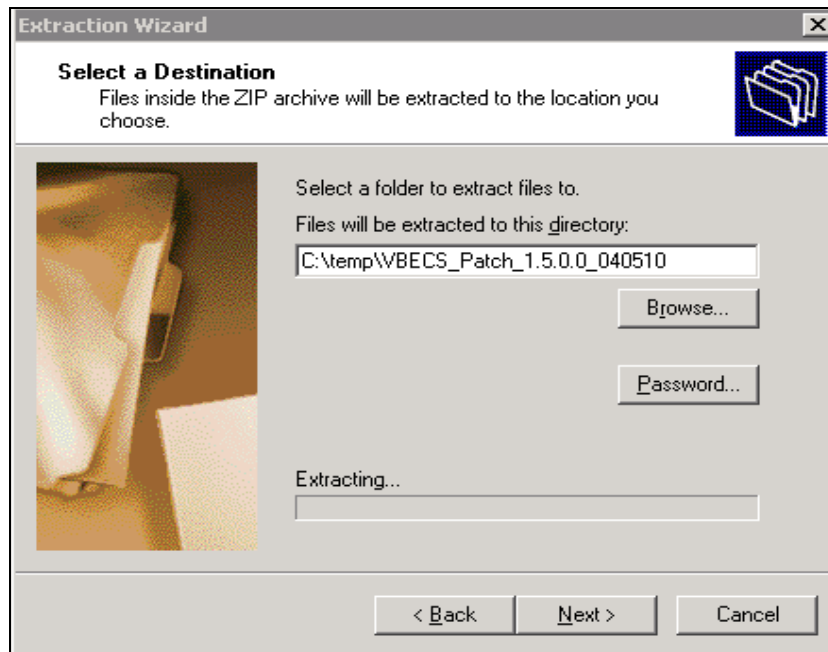 Extraction Wizard
Select a Destination
Files inside the ZIP archive will be extracted to the location you
choose.
Select a folder to extract files to.
Files will be extracted to this directory:
C:\temp\VBECS_Patch_1.5.0.0_040510
Browse...
Password...
Extracting...
< Back
Next >
Cancel